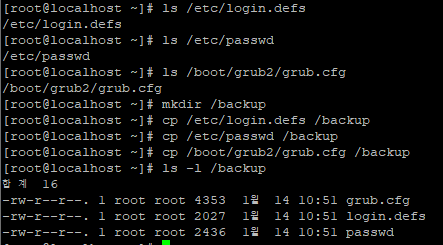 [root@localhost ~]# ls /etc/login.defs
/etc/login.defs
[root@localhost ~]# ls /etc/passwd
/etc/passwd
[root@localhost ~]# ls /boot/grub2/grub.cfg
/boot/grub2/grub.cfg
[root@localhost ~]# mkdir /backup
[root@localhost ~]# cp /etc/login.defs /backup
[root@localhost ~]# cp /etc/passwd /backup
[root@localhost ~]# cp /boot/grub2/grub.cfg /backup
[root@localhost ~]# ls -l /backup
합계 16
-rw-r--r--. 1 root root 4353  1월 14 10:51 grub.cfg
-rw-r--r--. 1 root root 2027  1월 14 10:51 login.defs
-rw-r--r--. 1 root root 2436  1월 14 10:51 passwd
[root@localhost ~]#